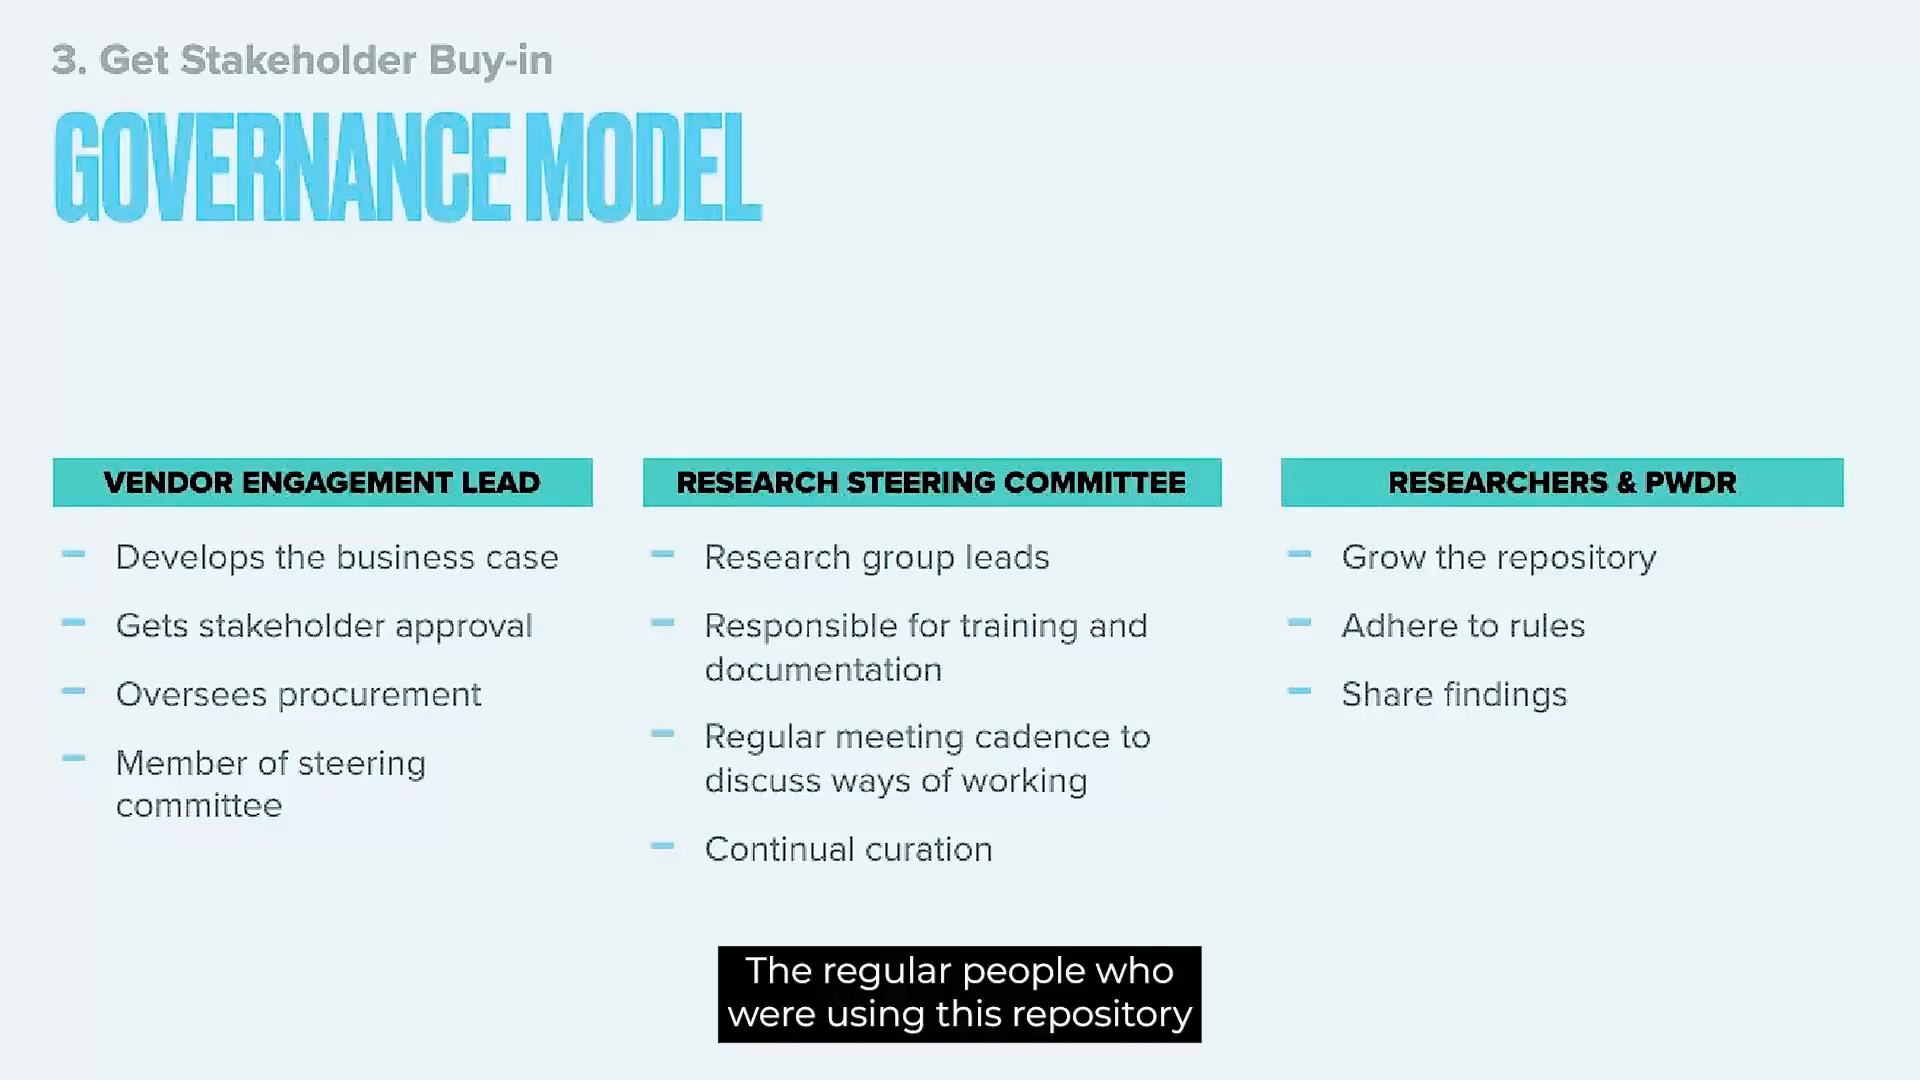 3. Get Stakeholder Buy-in
GOVERNANCE MODEL
VENDOR ENGAGEMENT LEAD
Develops the business case
Gets stakeholder approval
Oversees procurement
Member of steering
committee
RESEARCH STEERING COMMITTEE
Research group leads
Responsible for training and
documentation
Regular meeting cadence to
discuss ways of working
Continual curation
RESEARCHERS & PWDR
Grow the repository
Adhere to rules
Share findings
The regular people who
were using this repository